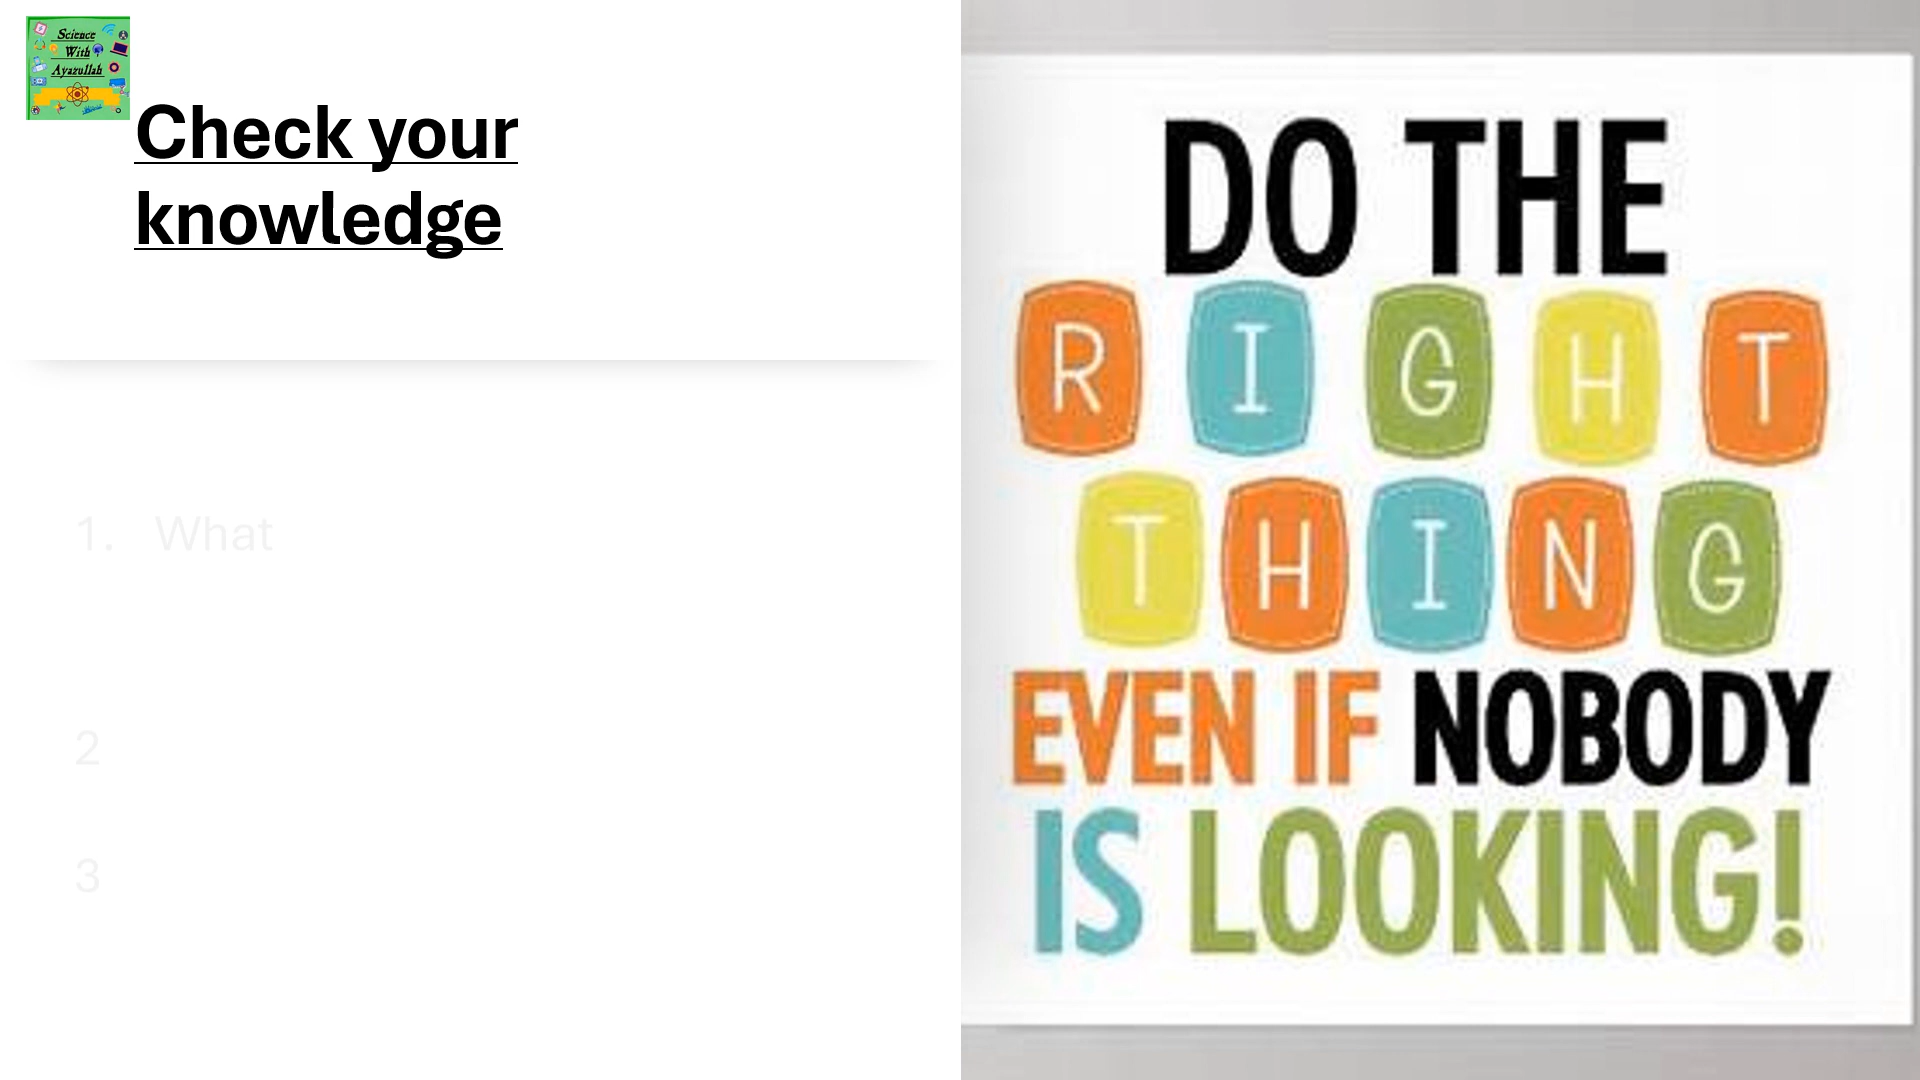 Science
With
Ayazullah
Check your
knowledge
1. What
2
3
DO THE
RIGHT
THING
EVEN IF NOBODY
IS LOOKING!